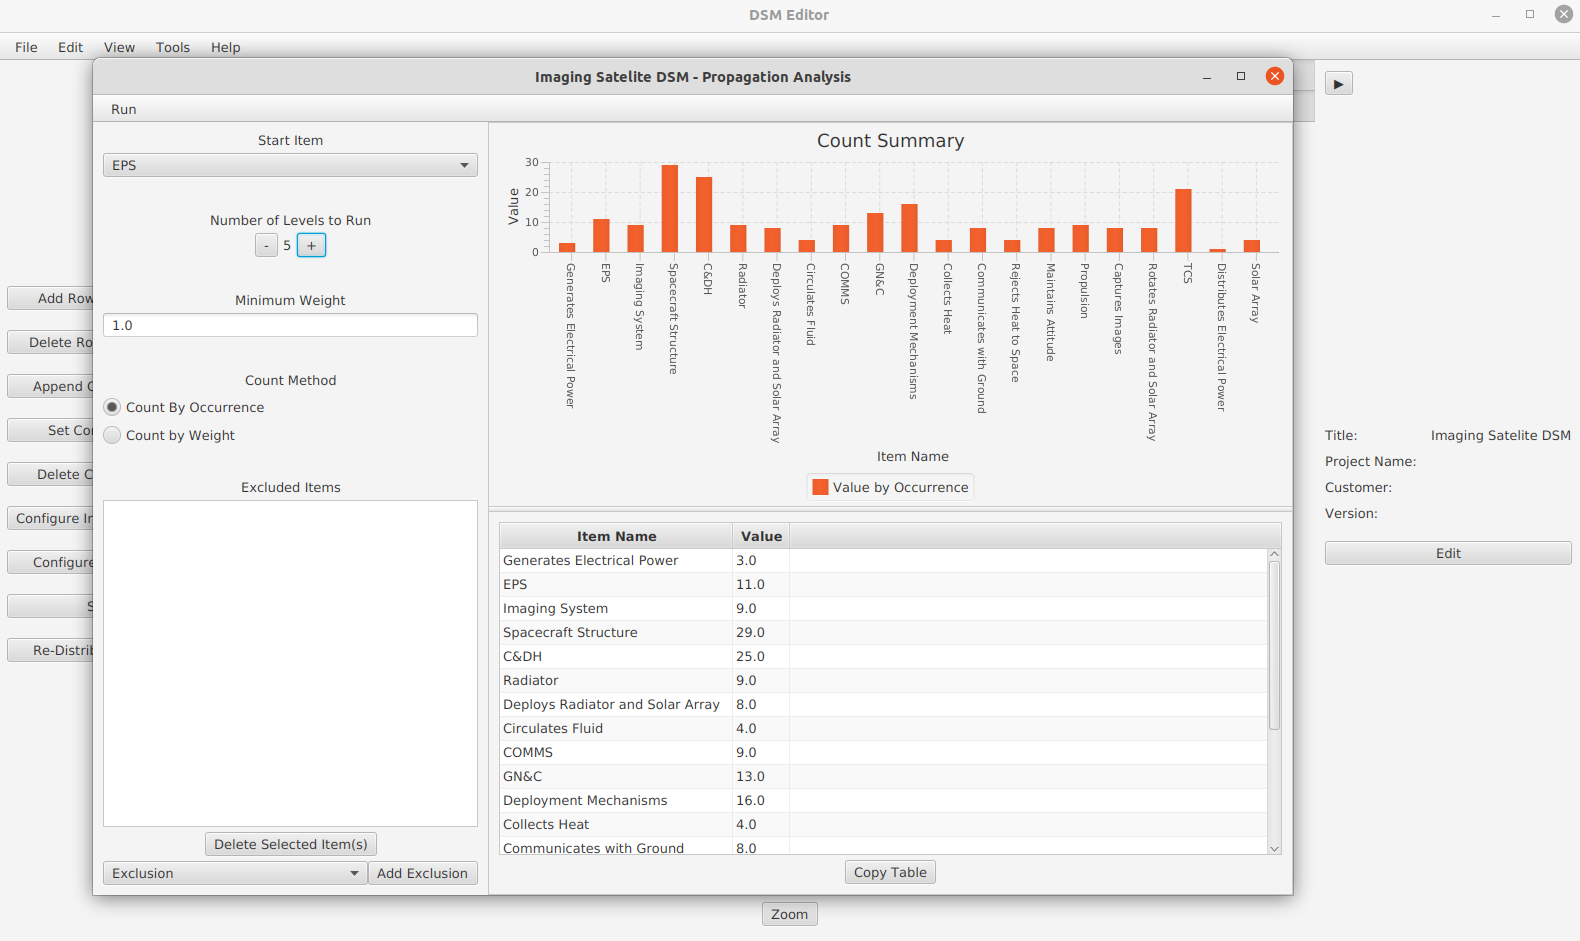 DSM Editor
File Edit View Tools Help
Imaging Satelite DSM - Propagation Analysis
Run
Start Item
EPS
Number of Levels to Run
- 5 +
Minimum Weight
1.0
Count Method
Count By Occurrence
Count by Weight
Excluded Items
Delete Selected Item(s)
Exclusion
Add Exclusion
Add Row
Delete Ro
Append C
Set Co
Delete C
Configure
S
Re-Distrib
Count Summary
Value
30
20
10
0
Generates Electrical Power
EPS
Imaging System
Spacecraft Structure
C&DH
Radiator
Deploys Radiator and Solar Array
Circulates Fluid
COMMS
GN&C
Deployment Mechanisms
Collects Heat
Communicates with Ground
Rejects Heat to Space
Maintains Attitude
Propulsion
Captures Images
Rotates Radiator and Solar Array
TCS
Distributes Electrical Power
Solar Array
Item Name
Value by Occurrence
Item Name Value
Generates Electrical Power 3.0
EPS 11.0
Imaging System 9.0
Spacecraft Structure 29.0
C&DH 25.0
Radiator 9.0
Deploys Radiator and Solar Array 8.0
Circulates Fluid 4.0
COMMS 9.0
GN&C 13.0
Deployment Mechanisms 16.0
Collects Heat 4.0
Communicates with Ground 8.0
Copy Table
Zoom
Title: Imaging Satelite DSM
Project Name:
Customer:
Version:
Edit